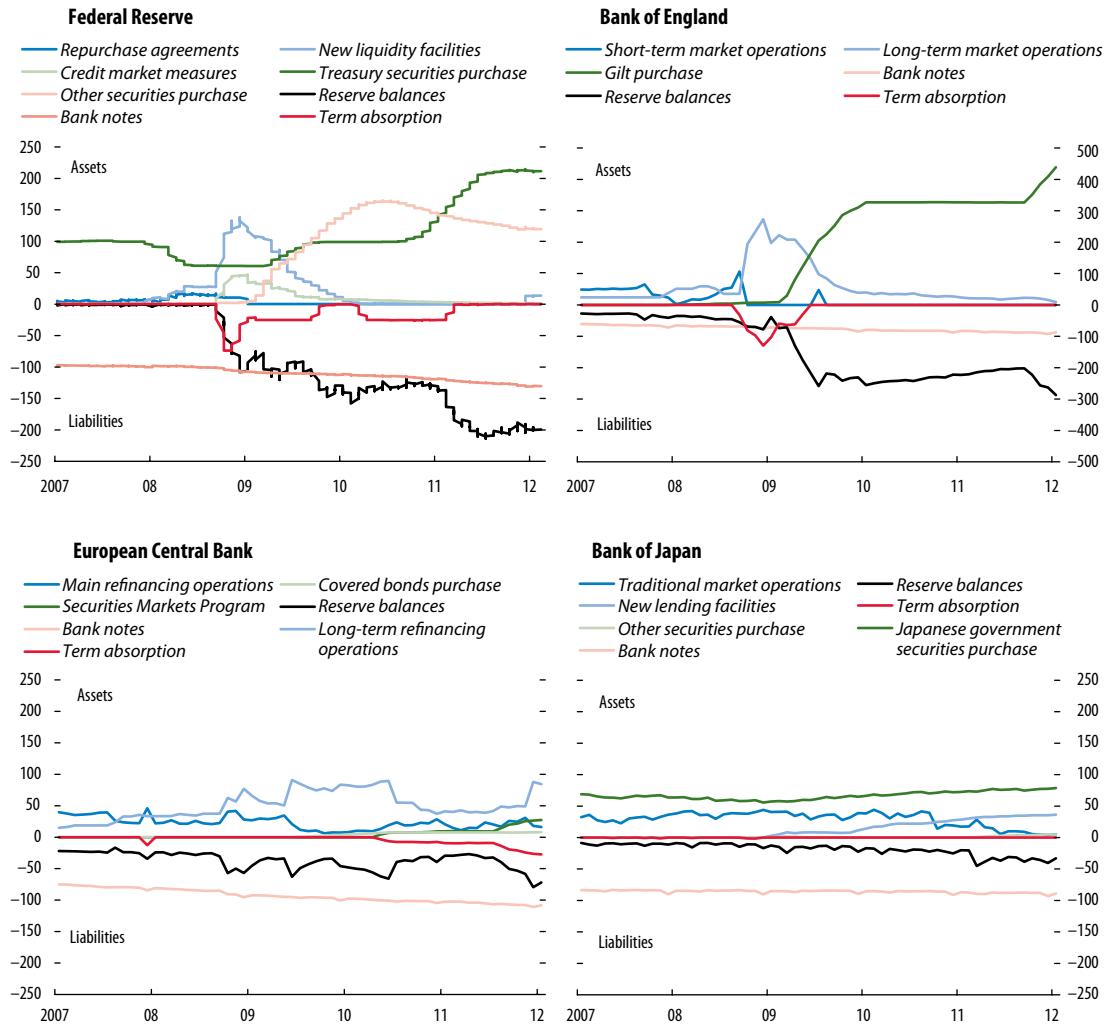 Federal Reserve
Repurchase agreements
New liquidity facilities
Credit market measures
Treasury securities purchase
Other securities purchase
Reserve balances
Bank notes
Term absorption
250
200
150
100
50
0
−50
−100
−150
−200
−250
Assets
Liabilities
2007
08
09
10
11
12
Bank of England
Short-term market operations
Long-term market operations
Gilt purchase
Bank notes
Reserve balances
Term absorption
500
400
300
200
100
0
−100
−200
−300
−400
−500
Assets
Liabilities
2007
08
09
10
11
12
European Central Bank
Main refinancing operations
Covered bonds purchase
Securities Markets Program
Reserve balances
Bank notes
Long-term refinancing
operations
Term absorption
250
200
150
100
50
0
−50
−100
−150
−200
−250
Assets
Liabilities
2007
08
09
10
11
12
Bank of Japan
Traditional market operations
Reserve balances
New lending facilities
Term absorption
Other securities purchase
Japanese government
securities purchase
Bank notes
250
200
150
100
50
0
−50
−100
−150
−200
−250
Assets
Liabilities
2007
08
09
10
11
12